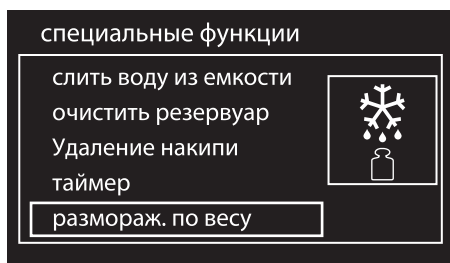 специальные функции
слить воду из емкости
очистить резервуар
Удаление накипи
таймер
размораж. по весу